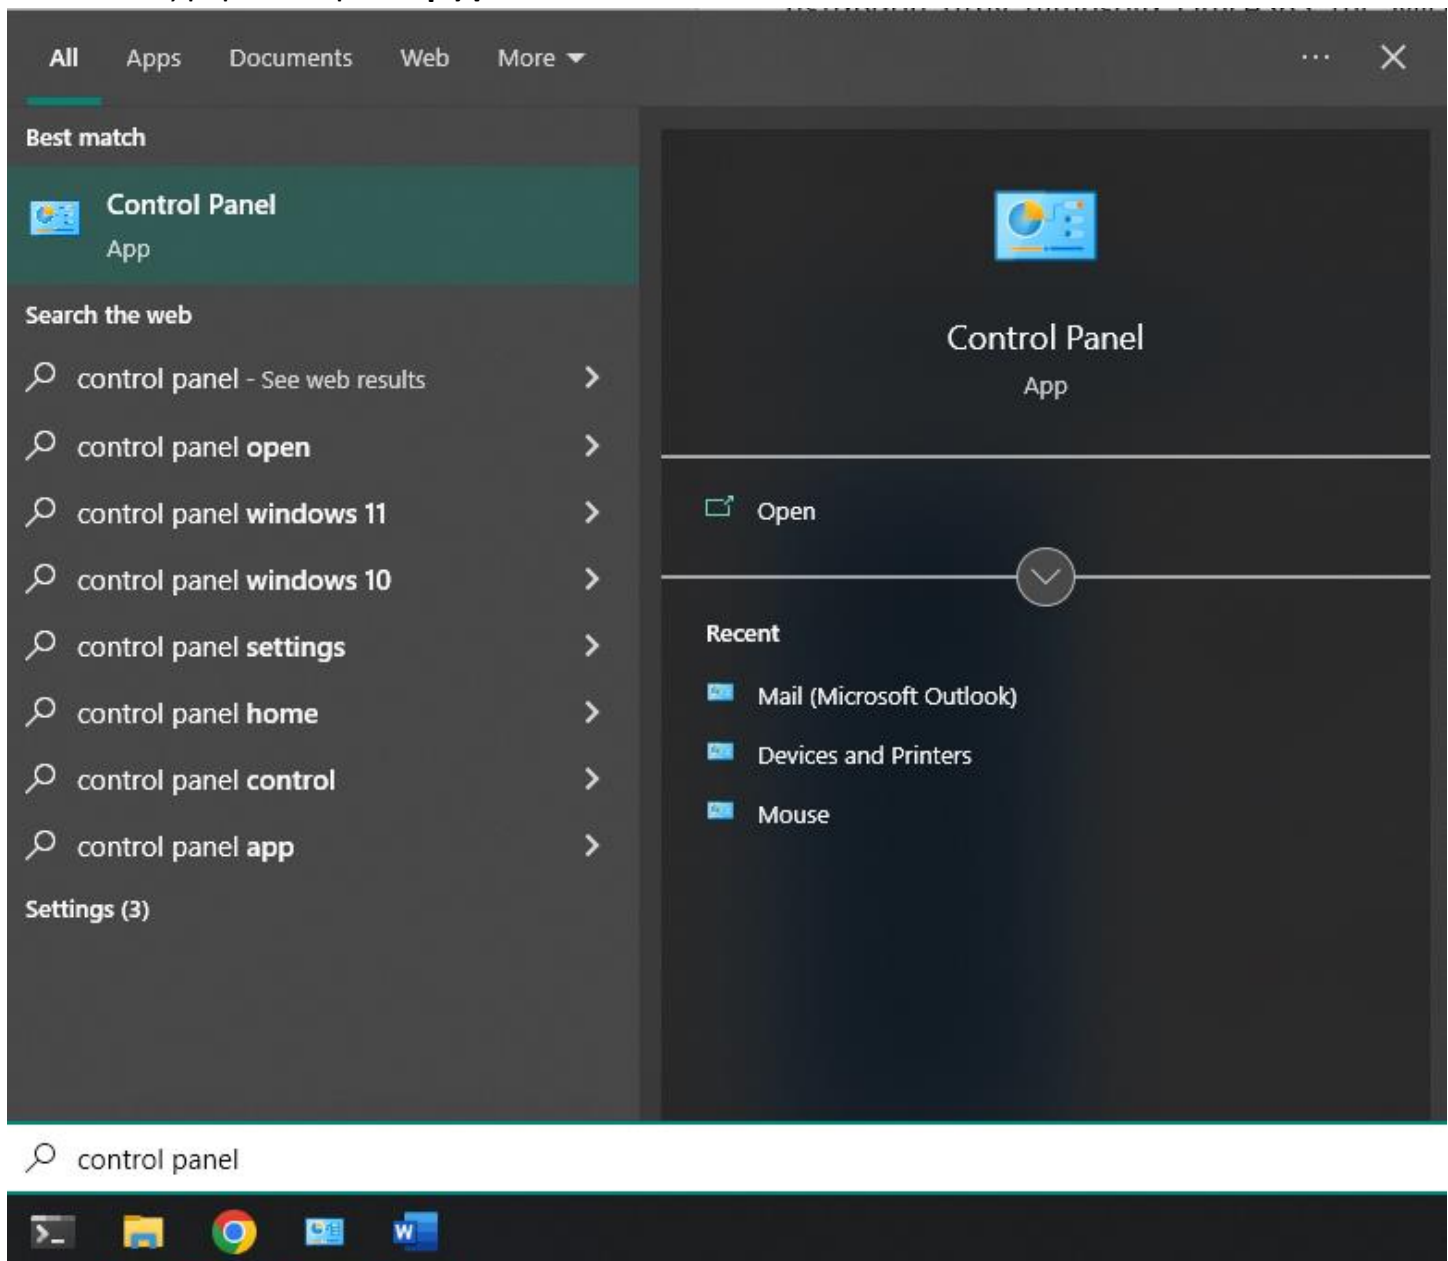 All Apps Documents Web More
Best match
Control Panel
App
Search the web
control panel - See web results
control panel open
control panel windows 11
control panel windows 10
control panel settings
control panel home
control panel control
control panel app
Settings (3)
Control Panel
App
Open
Recent
Mail (Microsoft Outlook)
Devices and Printers
Mouse
control panel